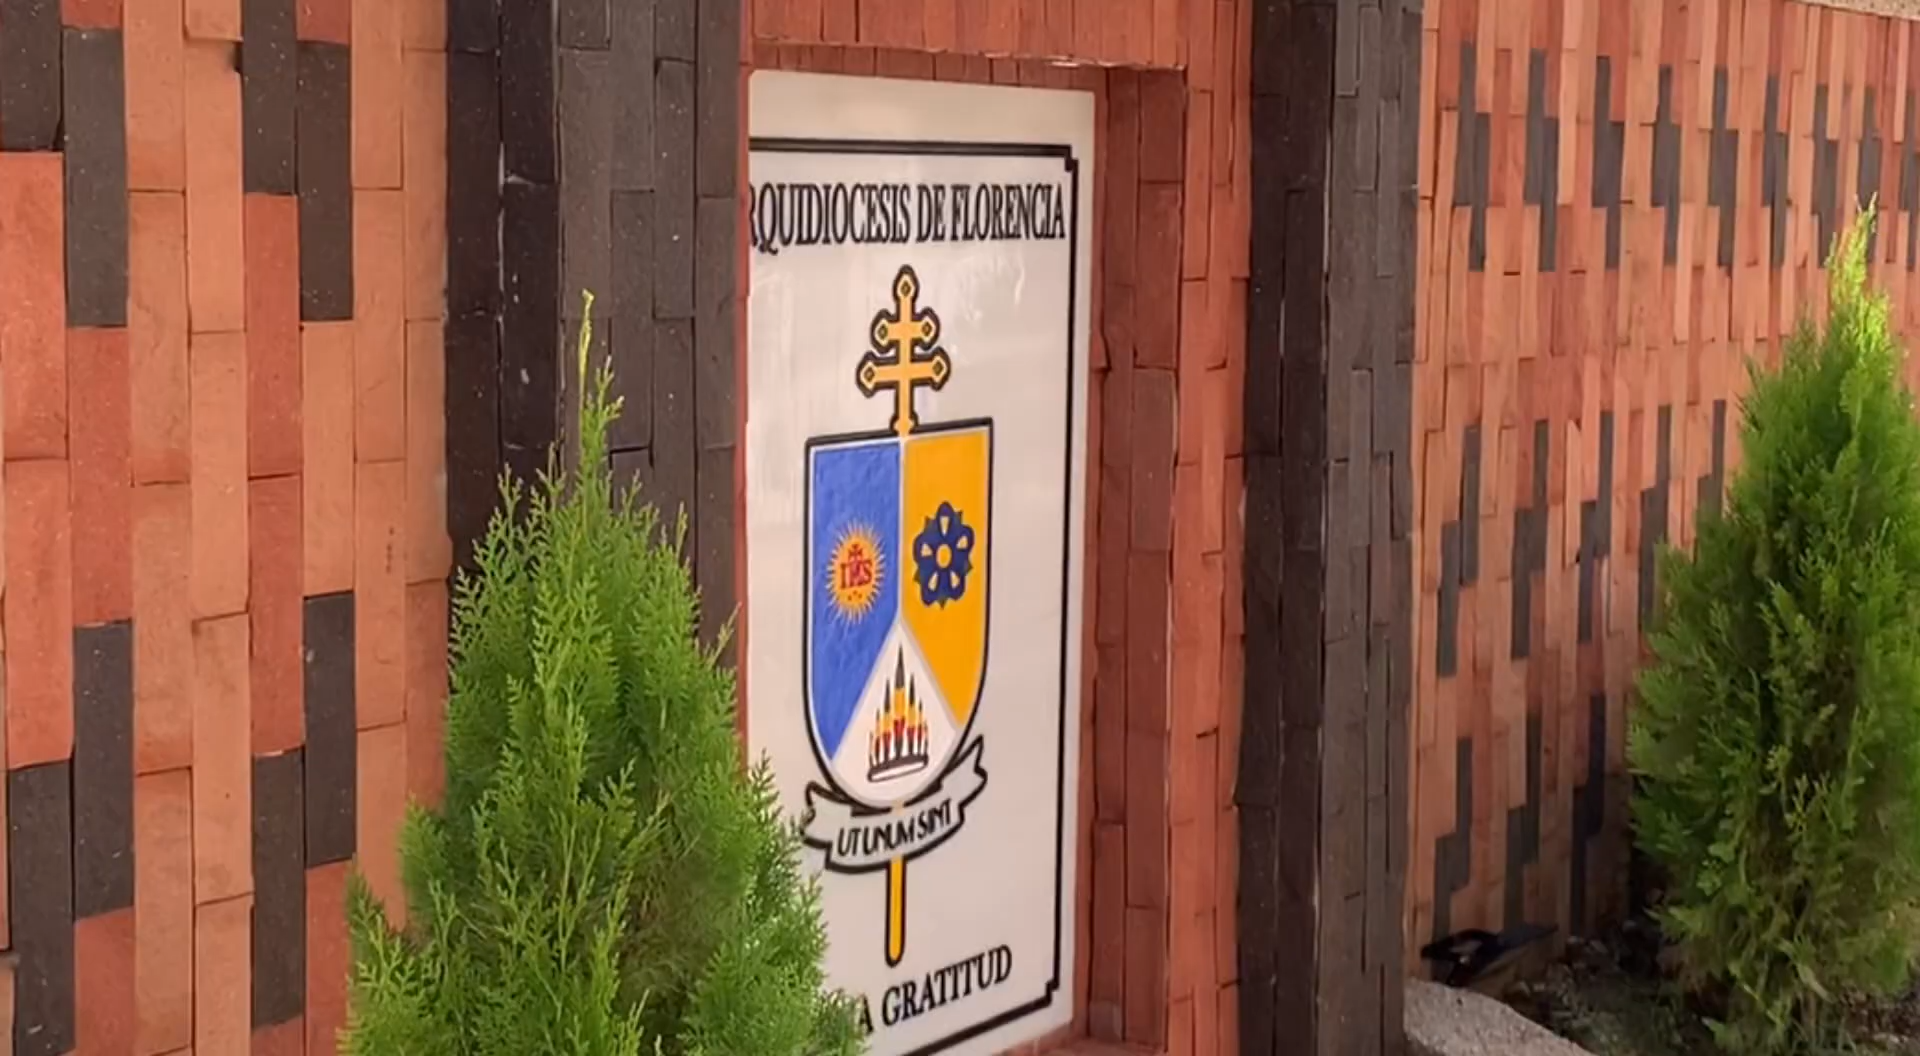 RQUIDIOCESIS DE FLORENCIA
IHS
UT UNUM SINT
A GRATITUD